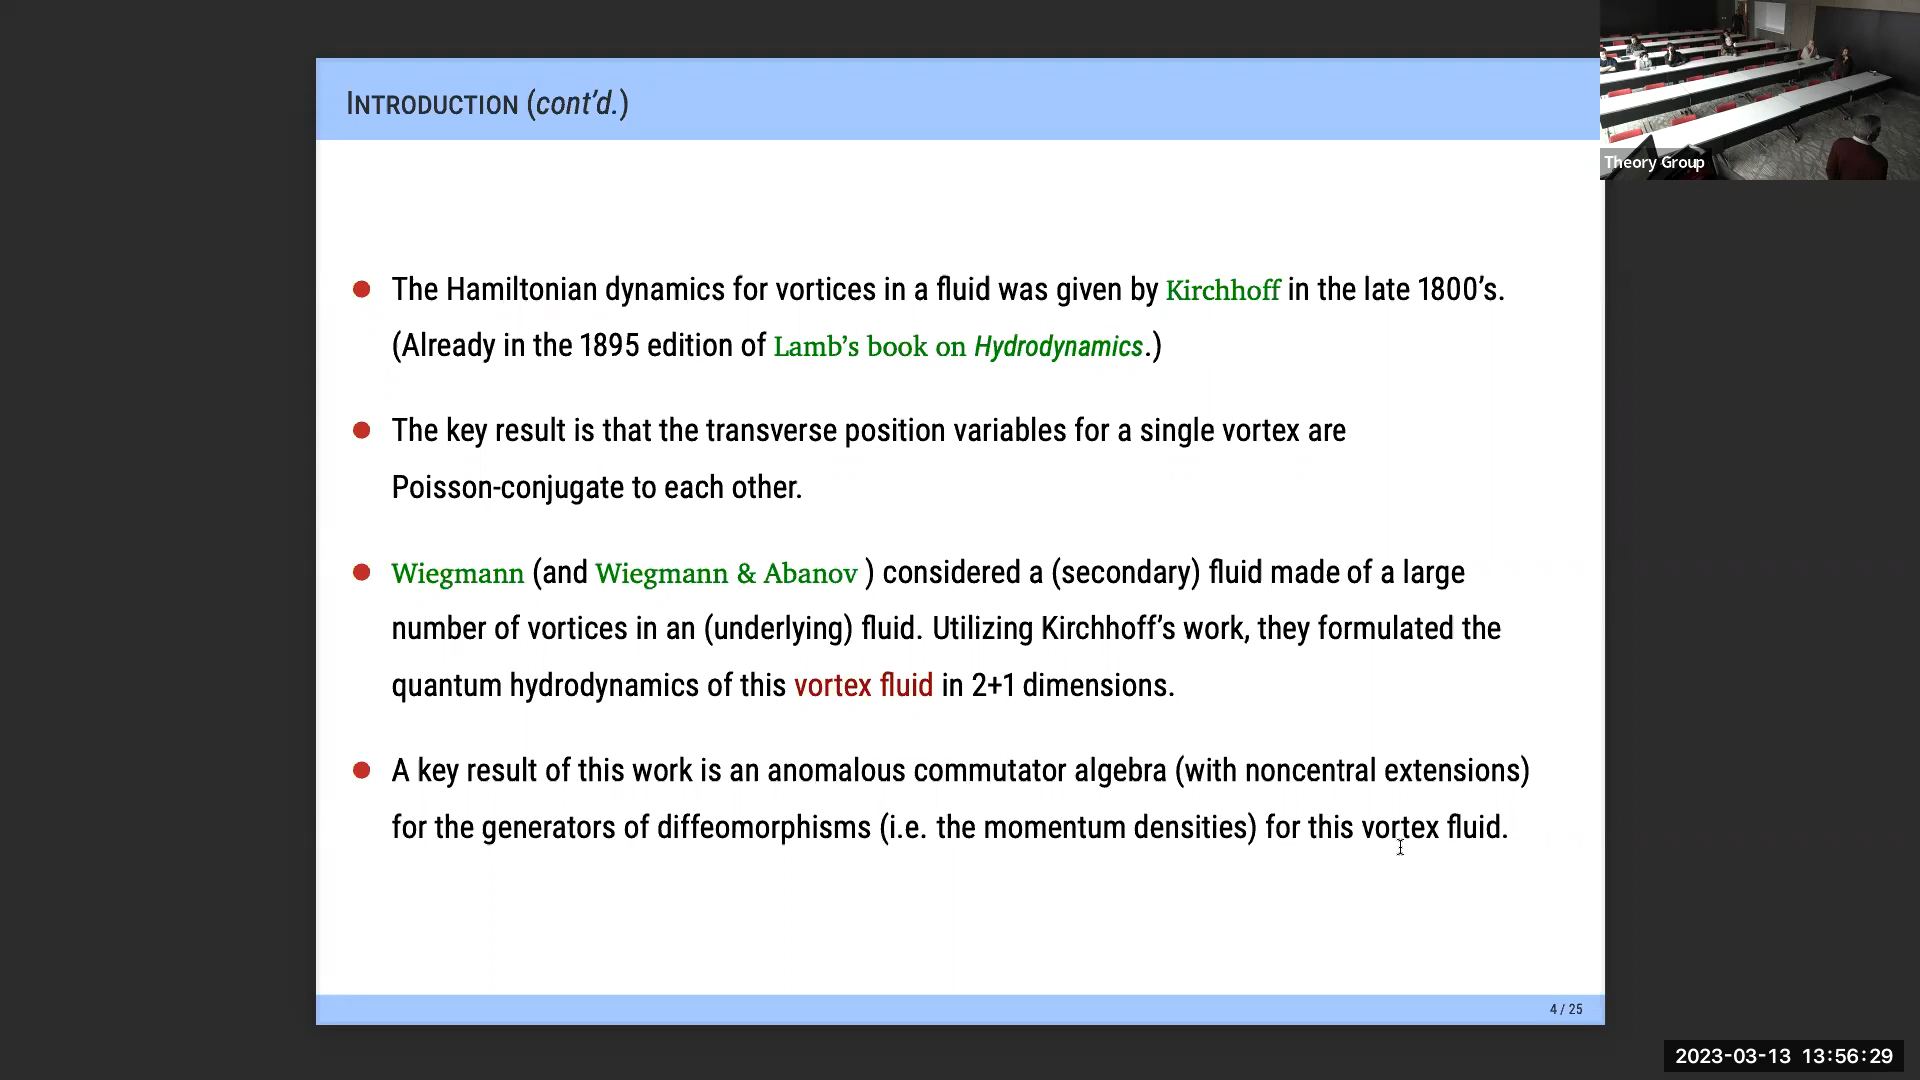 INTRODUCTION (cont'd.)
Theory Group
● The Hamiltonian dynamics for vortices in a fluid was given by Kirchhoff in the late 1800's.
(Already in the 1895 edition of Lamb's book on Hydrodynamics.)
● The key result is that the transverse position variables for a single vortex are
Poisson-conjugate to each other.
● Wiegmann (and Wiegmann & Abanov ) considered a (secondary) fluid made of a large
number of vortices in an (underlying) fluid. Utilizing Kirchhoff's work, they formulated the
quantum hydrodynamics of this vortex fluid in 2+1 dimensions.
● A key result of this work is an anomalous commutator algebra (with noncentral extensions)
for the generators of diffeomorphisms (i.e. the momentum densities) for this vortex fluid.
4 / 25
2023-03-13 13:56:29